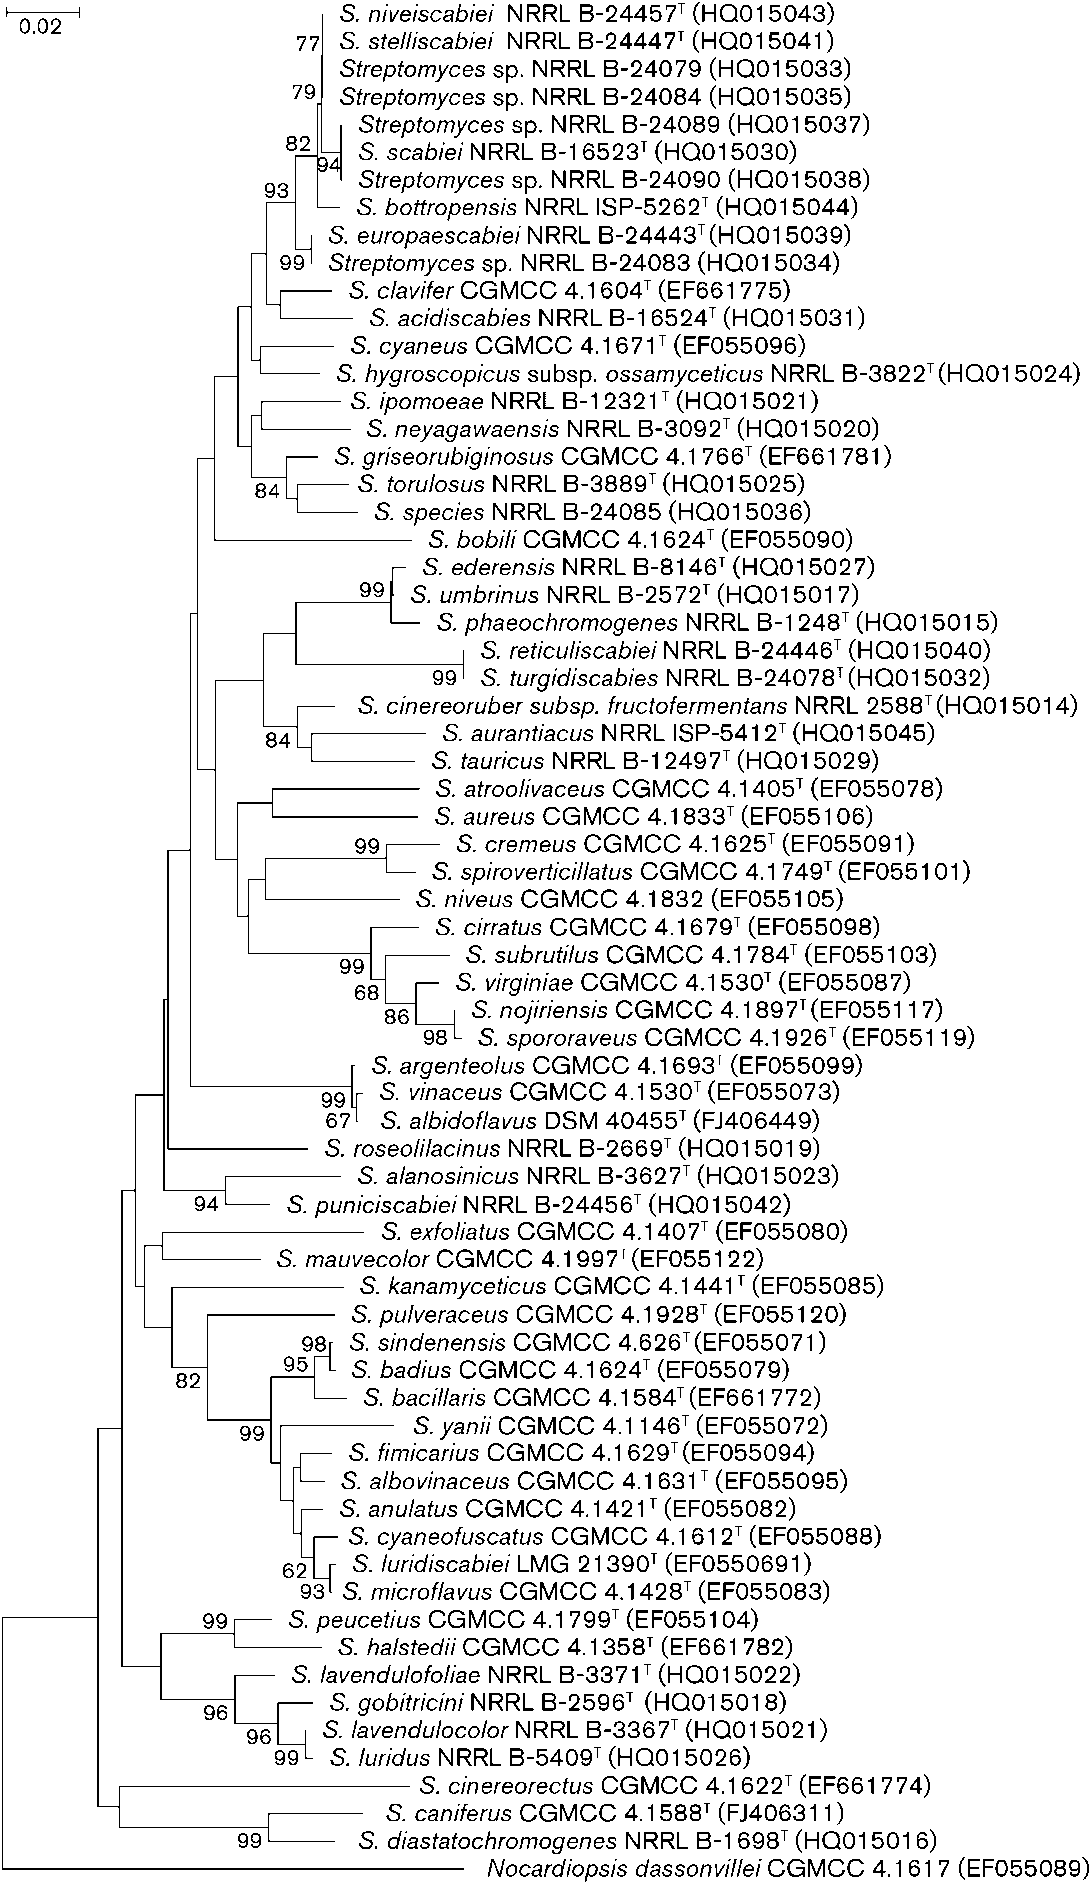 0.02
S. niveiscabiei NRRL B-24457ᵀ (HQ015043)
77
S. stelliscabiei NRRL B-24447ᵀ (HQ015041)
Streptomyces sp. NRRL B-24079 (HQ015033)
79
Streptomyces sp. NRRL B-24084 (HQ015035)
Streptomyces sp. NRRL B-24089 (HQ015037)
82
S. scabiei NRRL B-16523ᵀ (HQ015030)
94
Streptomyces sp. NRRL B-24090 (HQ015038)
93
S. bottropensis NRRL ISP-5262ᵀ (HQ015044)
S. europaescabiei NRRL B-24443ᵀ (HQ015039)
99
Streptomyces sp. NRRL B-24083 (HQ015034)
S. clavifer CGMCC 4.1604ᵀ (EF661775)
S. acidiscabies NRRL B-16524ᵀ (HQ015031)
S. cyaneus CGMCC 4.1671ᵀ (EF055096)
S. hygroscopicus subsp. ossamyceticus NRRL B-3822ᵀ (HQ015024)
S. ipomoeae NRRL B-12321ᵀ (HQ015021)
S. neyagawaensis NRRL B-3092ᵀ (HQ015020)
S. griseorubiginosus CGMCC 4.1766ᵀ (EF661781)
84
S. torulosus NRRL B-3889ᵀ (HQ015025)
S. species NRRL B-24085 (HQ015036)
S. bobili CGMCC 4.1624ᵀ (EF055090)
S. ederensis NRRL B-8146ᵀ (HQ015027)
99
S. umbrinus NRRL B-2572ᵀ (HQ015017)
S. phaeochromogenes NRRL B-1248ᵀ (HQ015015)
S. reticuliscabiei NRRL B-24446ᵀ (HQ015040)
99
S. turgidiscabies NRRL B-24078ᵀ (HQ015032)
S. cinereoruber subsp. fructofermentans NRRL 2588ᵀ (HQ015014)
84
S. aurantiacus NRRL ISP-5412ᵀ (HQ015045)
S. tauricus NRRL B-12497ᵀ (HQ015029)
S. atroolivaceus CGMCC 4.1405ᵀ (EF055078)
S. aureus CGMCC 4.1833ᵀ (EF055106)
99
S. cremeus CGMCC 4.1625ᵀ (EF055091)
S. spiroverticillatus CGMCC 4.1749ᵀ (EF055101)
S. niveus CGMCC 4.1832 (EF055105)
S. cirratus CGMCC 4.1679ᵀ (EF055098)
99
S. subrutilus CGMCC 4.1784ᵀ (EF055103)
68
S. virginiae CGMCC 4.1530ᵀ (EF055087)
86
S. nojiriensis CGMCC 4.1897ᵀ (EF055117)
98
S. spororaveus CGMCC 4.1926ᵀ (EF055119)
S. argenteolus CGMCC 4.1693ᵀ (EF055099)
99
S. vinaceus CGMCC 4.1530ᵀ (EF055073)
67
S. albidoflavus DSM 40455ᵀ (FJ406449)
S. roseolilacinus NRRL B-2669ᵀ (HQ015019)
S. alanosinicus NRRL B-3627ᵀ (HQ015023)
94
S. puniciscabiei NRRL B-24456ᵀ (HQ015042)
S. exfoliatus CGMCC 4.1407ᵀ (EF055080)
S. mauvecolor CGMCC 4.1997ᵀ (EF055122)
S. kanamyceticus CGMCC 4.1441ᵀ (EF055085)
S. pulveraceus CGMCC 4.1928ᵀ (EF055120)
98
S. sindenensis CGMCC 4.626ᵀ (EF055071)
95
S. badius CGMCC 4.1624ᵀ (EF055079)
82
S. bacillaris CGMCC 4.1584ᵀ (EF661772)
99
S. yanii CGMCC 4.1146ᵀ (EF055072)
S. fimicarius CGMCC 4.1629ᵀ (EF055094)
S. albovinaceus CGMCC 4.1631ᵀ (EF055095)
S. anulatus CGMCC 4.1421ᵀ (EF055082)
S. cyaneofuscatus CGMCC 4.1612ᵀ (EF055088)
62
S. luridiscabiei LMG 21390ᵀ (EF0550691)
93
S. microflavus CGMCC 4.1428ᵀ (EF055083)
99
S. peucetius CGMCC 4.1799ᵀ (EF055104)
S. halstedii CGMCC 4.1358ᵀ (EF661782)
S. lavendulofoliae NRRL B-3371ᵀ (HQ015022)
96
S. gobitricini NRRL B-2596ᵀ (HQ015018)
96
S. lavendulocolor NRRL B-3367ᵀ (HQ015021)
99
S. luridus NRRL B-5409ᵀ (HQ015026)
S. cinereorectus CGMCC 4.1622ᵀ (EF661774)
S. caniferus CGMCC 4.1588ᵀ (FJ406311)
99
S. diastatochromogenes NRRL B-1698ᵀ (HQ015016)
Nocardiopsis dassonvillei CGMCC 4.1617 (EF055089)